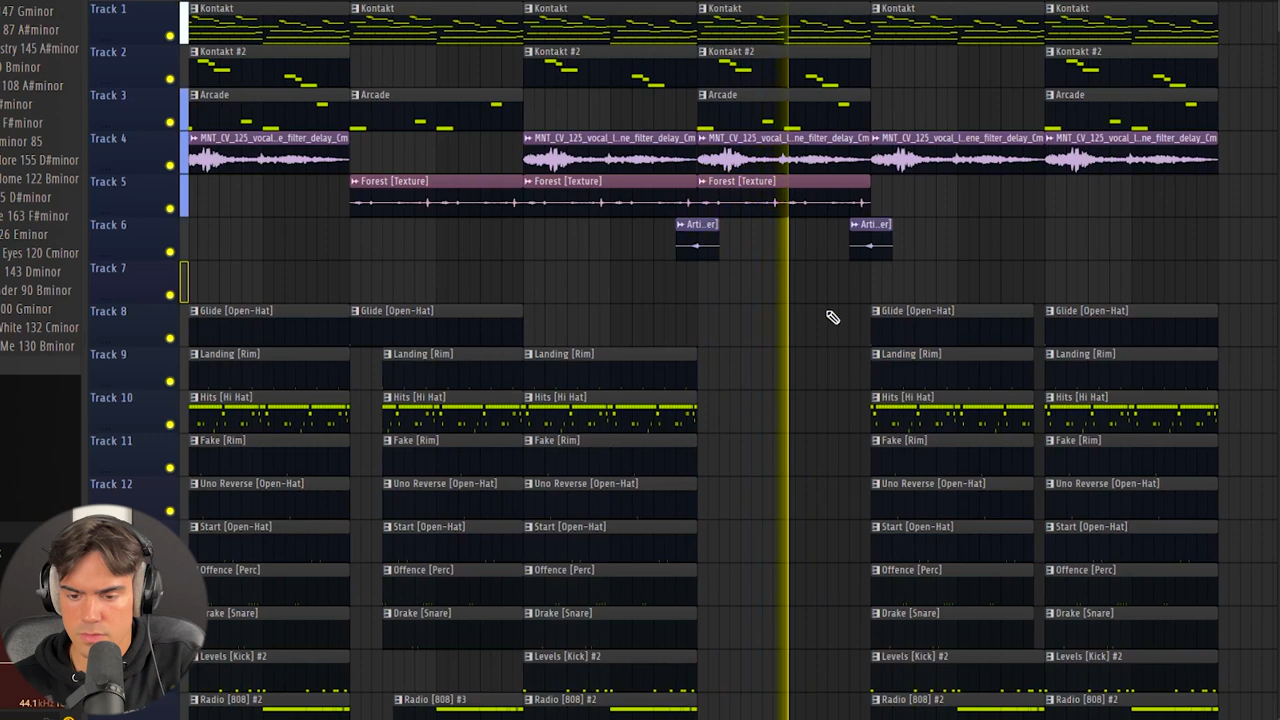 147 Gminor
87 A#minor
stry 145 A#minor
0 Bminor
108 A#minor
#minor
F#minor
minor 85
ore 155 D#minor
ome 122 Bminor
5 D#minor
e 163 F#minor
26 Eminor
Eyes 120 Cminor
143 Dminor
nder 90 Bminor
00 Gminor
hite 132 Cminor
Me 130 Bminor
Track 1 Kontakt Kontakt Kontakt Kontakt Kontakt Kontakt
Track 2 Kontakt #2 Kontakt #2 Kontakt #2 Kontakt #2
Track 3 Arcade Arcade Arcade Arcade
Track 4 MNT_CV_125_vocal_l...e_filter_delay_Cm MNT_CV_125_vocal_l...ne_filter_delay_Cm MNT_CV_125_vocal_l...ne_filter_delay_Cm MNT_CV_125_vocal_l...ene_filter_delay_Cm MNT_CV_125_vocal_l...ne_filter_delay_Cm
Track 5 Forest [Texture] Forest [Texture] Forest [Texture]
Track 6 Arti...er] Arti...er]
Track 7
Track 8 Glide [Open-Hat] Glide [Open-Hat] Glide [Open-Hat] Glide [Open-Hat]
Track 9 Landing [Rim] Landing [Rim] Landing [Rim] Landing [Rim] Landing [Rim]
Track 10 Hits [Hi Hat] Hits [Hi Hat] Hits [Hi Hat] Hits [Hi Hat] Hits [Hi Hat]
Track 11 Fake [Rim] Fake [Rim] Fake [Rim] Fake [Rim] Fake [Rim]
Track 12 Uno Reverse [Open-Hat] Uno Reverse [Open-Hat] Uno Reverse [Open-Hat] Uno Reverse [Open-Hat] Uno Reverse [Open-Hat]
Start [Open-Hat] Start [Open-Hat] Start [Open-Hat] Start [Open-Hat] Start [Open-Hat]
Offence [Perc] Offence [Perc] Offence [Perc] Offence [Perc] Offence [Perc]
rake [Snare] Drake [Snare] Drake [Snare] Drake [Snare] Drake [Snare]
Levels [Kick] #2 Levels [Kick] #2 Levels [Kick] #2 Levels [Kick] #2
Radio [808] #2 Radio [808] #3 Radio [808] #2 Radio [808] #2 Radio [808] #2
44.1kHz